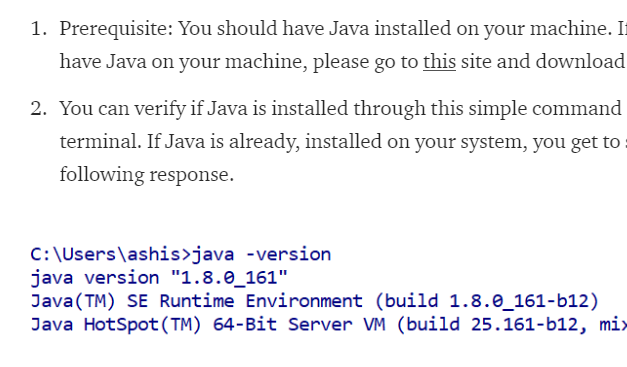 1. Prerequisite: You should have Java installed on your machine.
have Java on your machine, please go to this site and download
2. You can verify if Java is installed through this simple command
terminal. If Java is already, installed on your system, you get to
following response.
C:\Users\ashis>java -version
java version "1.8.0_161"
Java(TM) SE Runtime Environment (build 1.8.0_161-b12)
Java HotSpot(TM) 64-Bit Server VM (build 25.161-b12,